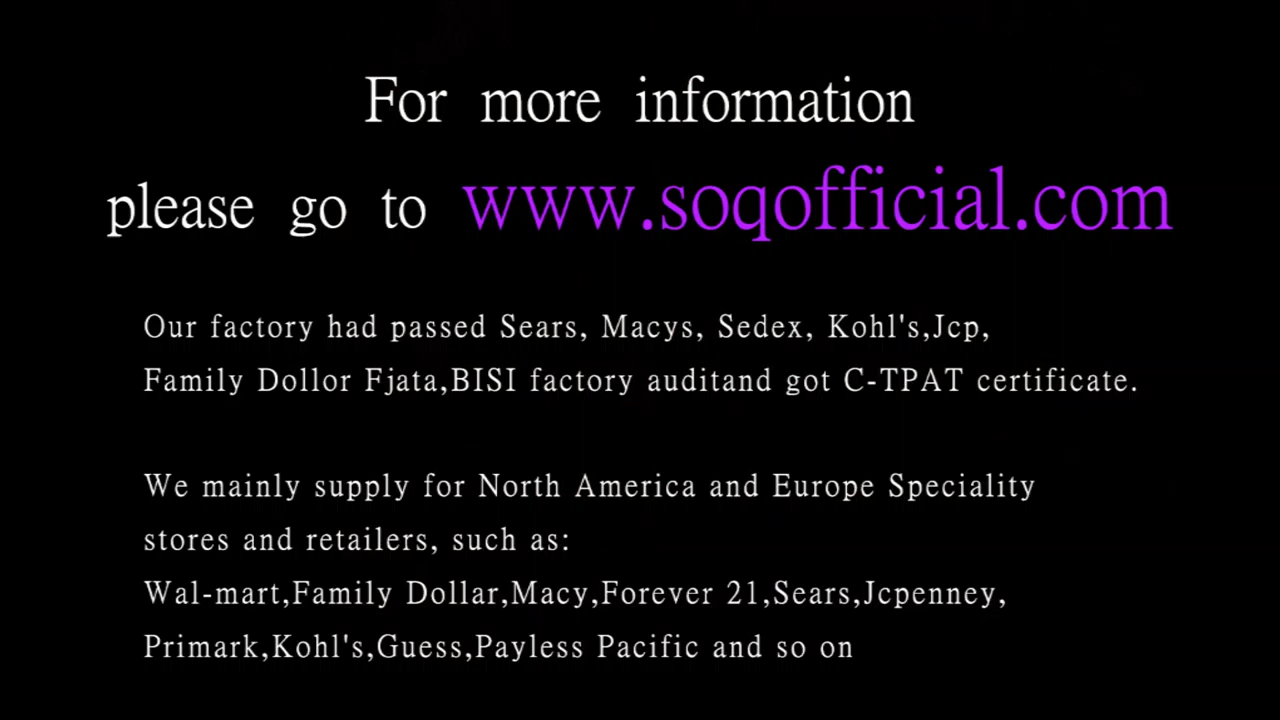 For more information
please go to www.soqofficial.com
Our factory had passed Sears, Macys, Sedex, Kohl's,Jcp,
Family Dollor Fjata,BISI factory auditand got C-TPAT certificate.
We mainly supply for North America and Europe Speciality
stores and retailers, such as:
Wal-mart,Family Dollar,Macy,Forever 21,Sears,Jcpenney,
Primark,Kohl's,Guess,Payless Pacific and so on